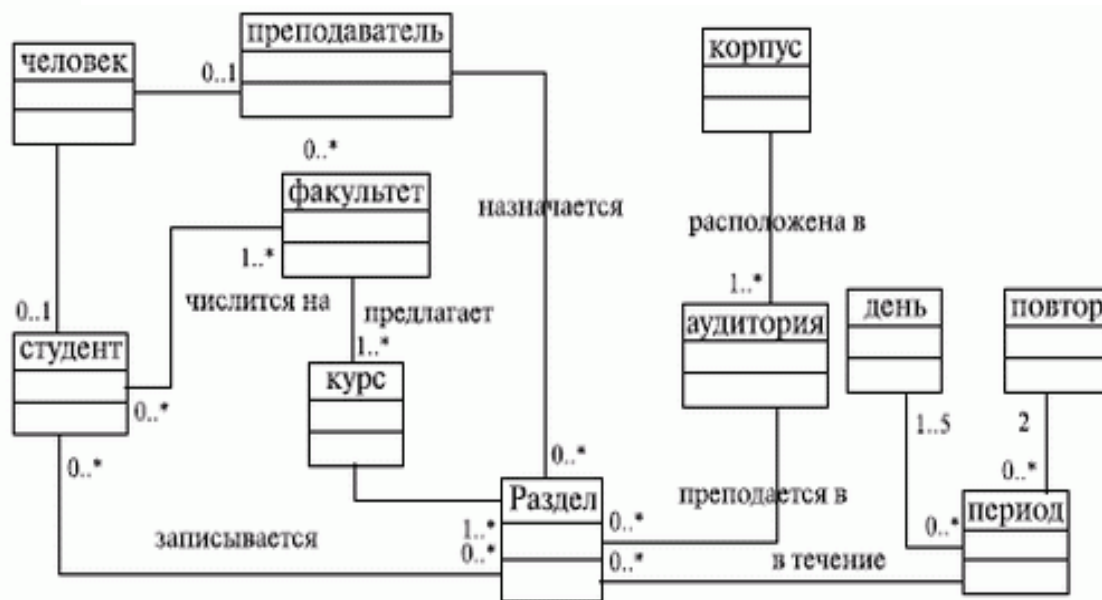 преподаватель
корпус
человек
0..1
0..*
факультет
назначается
расположена в
1..*
1..*
день
повтор
числится на
0..1
предлагает
аудитория
студент
1..*
курс
0..*
1..5
2
0..*
0..*
0..*
Раздел
преподается в
период
1..*
0..*
0..*
записывается
0..*
0..*
в течение